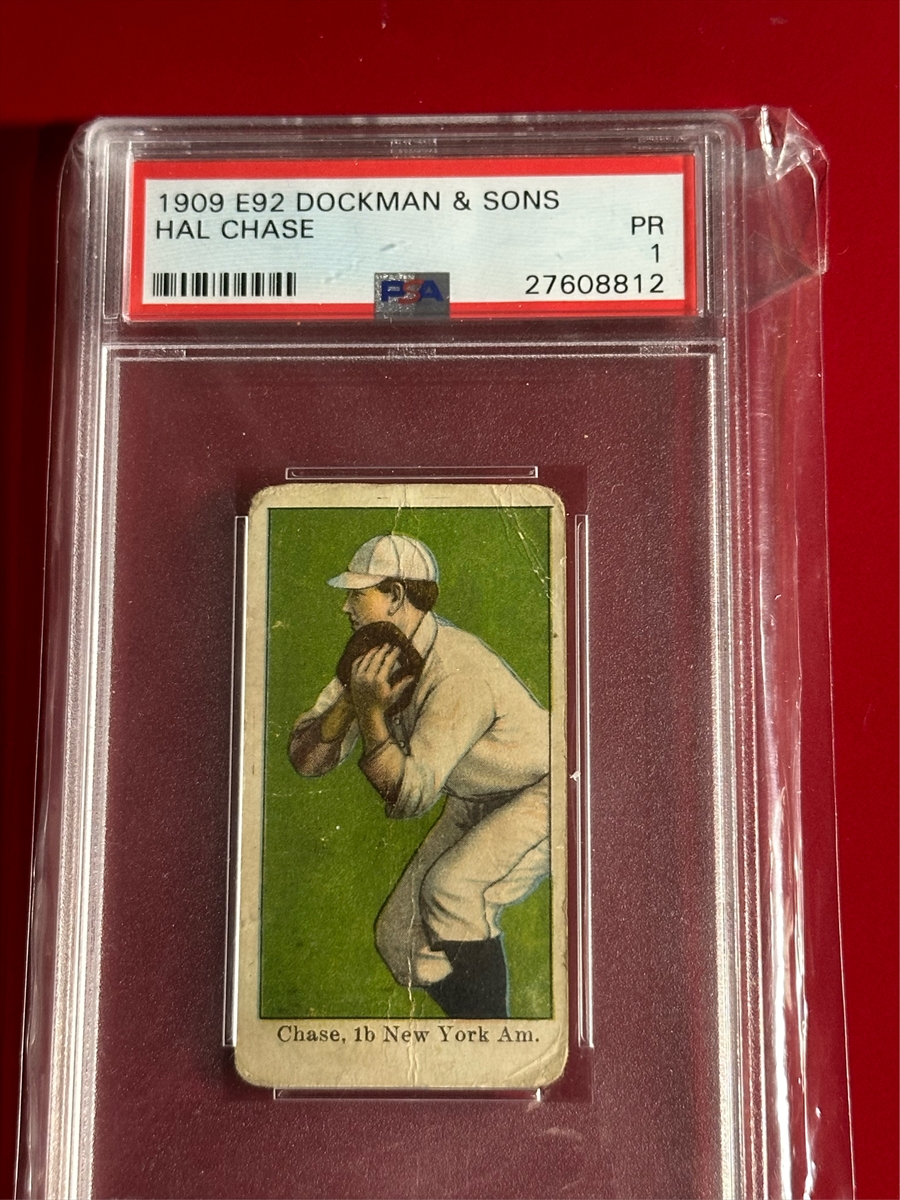 1909 E92 DOCKMAN & SONS
HAL CHASE
PR
1
PSA
27608812
Chase, 1b New York Am.